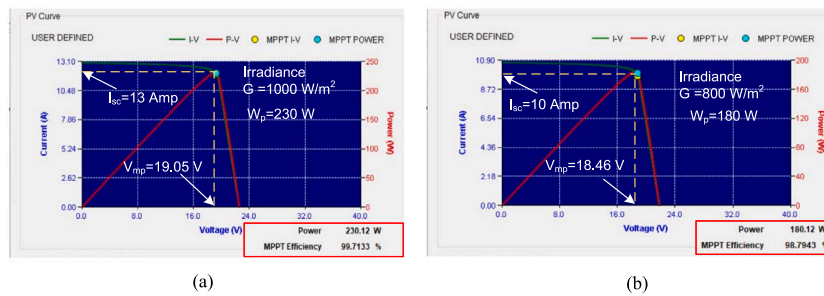 PV Curve
USER DEFINED
I-V P-V MPPT I-V MPPT POWER
13.10
10.48
7.86
5.24
2.62
0.00
Current (A)
250
200
150
100
50
0
Power (W)
0.0 8.0 16.0 24.0 32.0 40.0
Voltage (V)
Irradiance
G =1000 W/m²
Isc=13 Amp
Wp=230 W
Vmp=19.05 V
Power 230.12 W
MPPT Efficiency 99.7133 %
(a)
PV Curve
USER DEFINED
I-V P-V MPPT I-V MPPT POWER
10.90
8.72
6.54
4.36
2.18
0.00
Current (A)
200
160
120
80
40
0
Power (W)
0.0 8.0 16.0 24.0 32.0 40.0
Voltage (V)
Irradiance
G =800 W/m²
Isc=10 Amp
Wp=180 W
Vmp=18.46 V
Power 180.12 W
MPPT Efficiency 98.7943 %
(b)